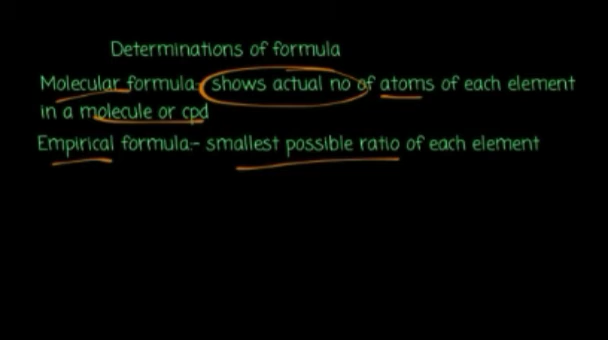 Determinations of formula
Molecular formula:- shows actual no of atoms of each element
in a molecule or cpd
Empirical formula:- smallest possible ratio of each element